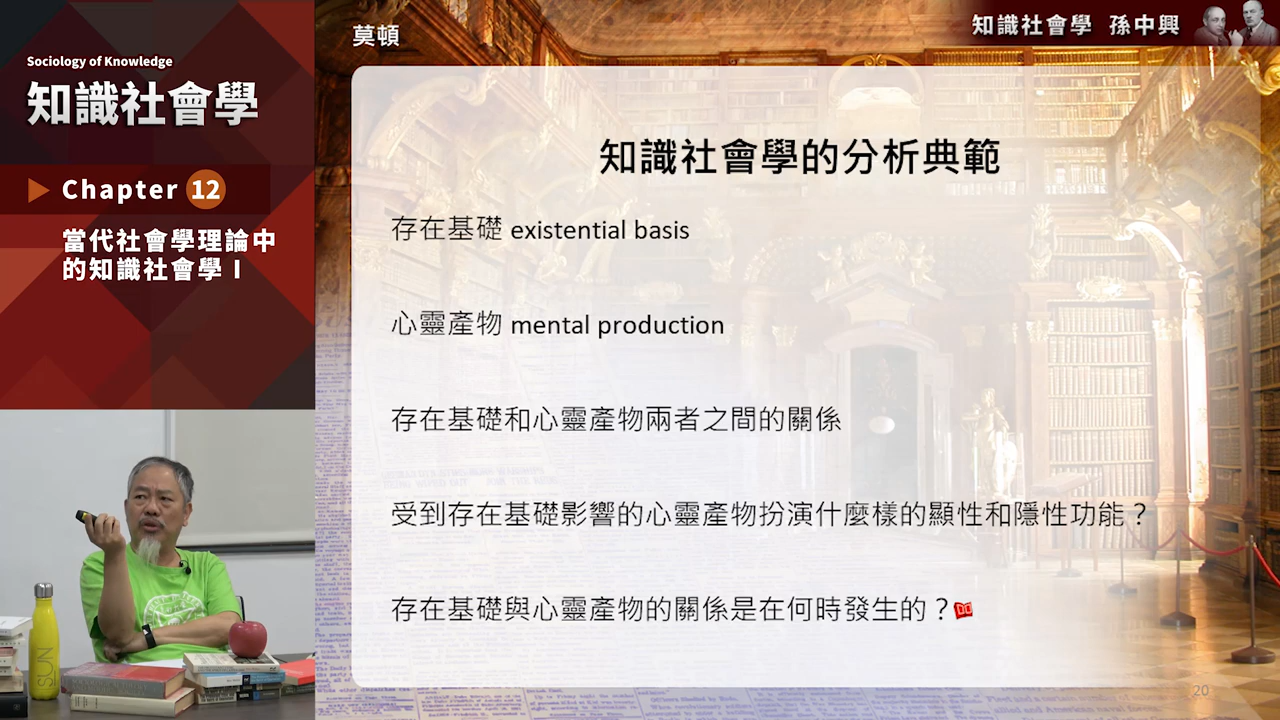 Sociology of Knowledge
知識社會學
Chapter 12
當代社會學理論中
的知識社會學 I
莫頓
知識社會學 孫中興
知識社會學的分析典範
存在基礎 existential basis
心靈產物 mental production
存在基礎和心靈產物兩者之間的關係
受到存在基礎影響的心靈產物扮演什麼樣的顯性和隱性功能？
存在基礎與心靈產物的關係是在何時發生的？
SUN
20